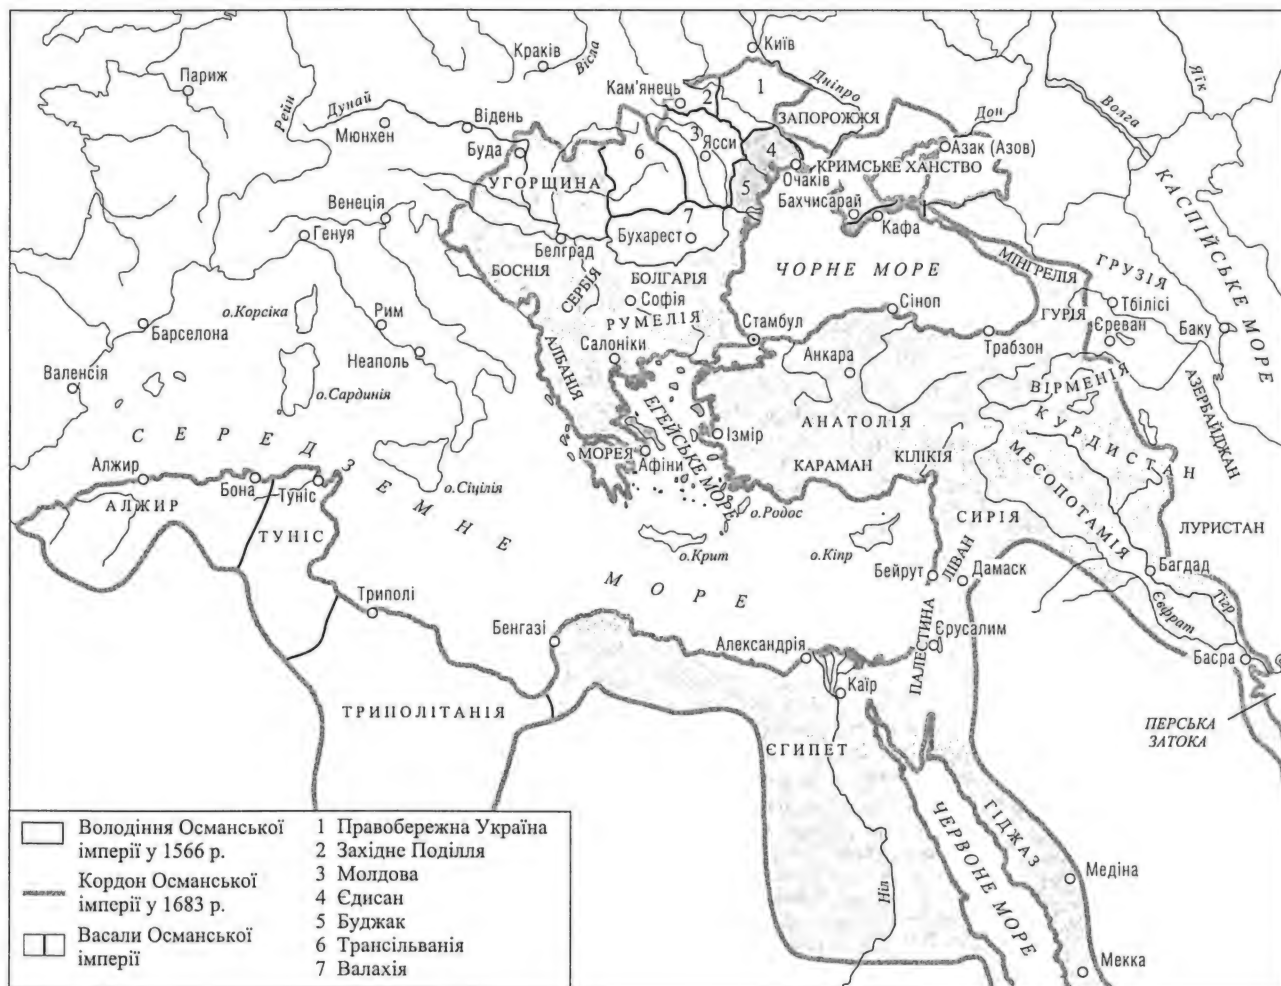 Київ
Краків
Вісла
Париж
Кам'янець
2
1
Дніпро
Яїк
Рейн
Дунай
Відень
Мюнхен
ЗАПОРОЖЖЯ
Дон
Волга
3
Ясси
Буда
6
4
Азак (Азов)
КРИМСЬКЕ ХАНСТВО
УГОРЩИНА
5
Очаків
Венеція
Бахчисарай
Генуя
7
Кафа
КАСПІЙСЬКЕ МОРЕ
Белград
Бухарест
БОСНІЯ
СЕРБІЯ
БОЛГАРІЯ
ЧОРНЕ МОРЕ
МІНГРЕЛІЯ
ГРУЗІЯ
о.Корсіка
Софія
Сіноп
Тбілісі
Барселона
Рим
РУМЕЛІЯ
Стамбул
ГУРІЯ
Єреван
Баку
Неаполь
Салоніки
Трабзон
Валенсія
АЛБАНІЯ
Анкара
ВІРМЕНІЯ
АЗЕРБАЙДЖАН
о.Сардинія
ЕГЕЙСЬКЕ МОРЕ
АНАТОЛІЯ
КУРДИСТАН
СЕРЕДЗЕМНЕ МОРЕ
Ізмір
МОРЕЯ
Афіни
КІЛІКІЯ
МЕСОПОТАМІЯ
Алжир
Бона
Туніс
о.Сіцілія
КАРАМАН
АЛЖИР
о.Родос
СИРІЯ
ЛУРИСТАН
ТУНІС
о.Крит
о.Кіпр
ЛІВАН
Бейрут
Дамаск
Багдад
Тігр
Євфрат
Триполі
Бенгазі
Александрія
ПАЛЕСТИНА
Єрусалим
Басра
Каїр
ТРИПОЛІТАНІЯ
ЄГИПЕТ
ПЕРСЬКА
ЗАТОКА
ЧЕРВОНЕ МОРЕ
ГІДЖАЗ
Ніл
Медіна
Мекка
Володіння Османської
імперії у 1566 р.
Кордон Османської
імперії у 1683 р.
Васали Османської
імперії
1 Правобережна Україна
2 Західне Поділля
3 Молдова
4 Єдисан
5 Буджак
6 Трансільванія
7 Валахія